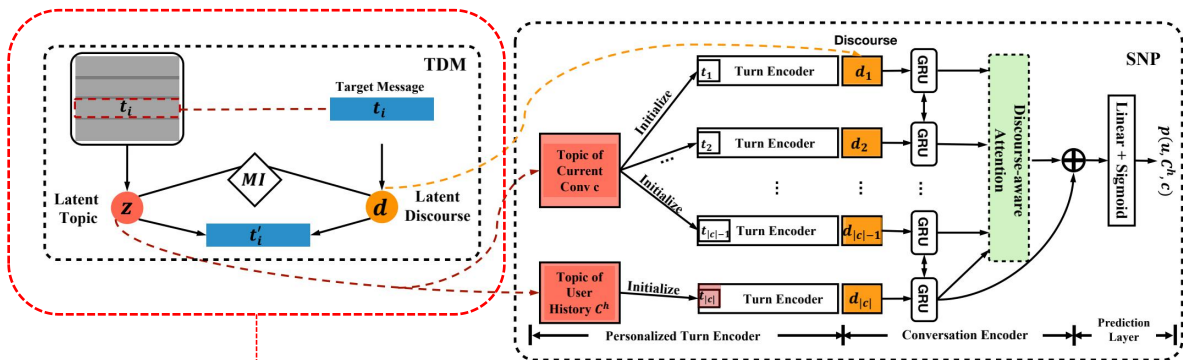 TDM
t_i
Target Message
t_i
MI
Latent
Topic
z
d
Latent
Discourse
t'_i
SNP
Discourse
t_1
Turn Encoder
d_1
GRU
Initialize
t_2
Turn Encoder
d_2
GRU
...
Topic of
Current
Conv c
⋮
⋮
...
Initialize
t_{|c|-1}
Turn Encoder
d_{|c|-1}
GRU
Topic of
User
History C^h
Initialize
t_{|c|}
Turn Encoder
d_{|c|}
GRU
Discourse-aware
Attention
Linear + Sigmoid
p(u, C^h, c)
Personalized Turn Encoder
Conversation Encoder
Prediction
Layer